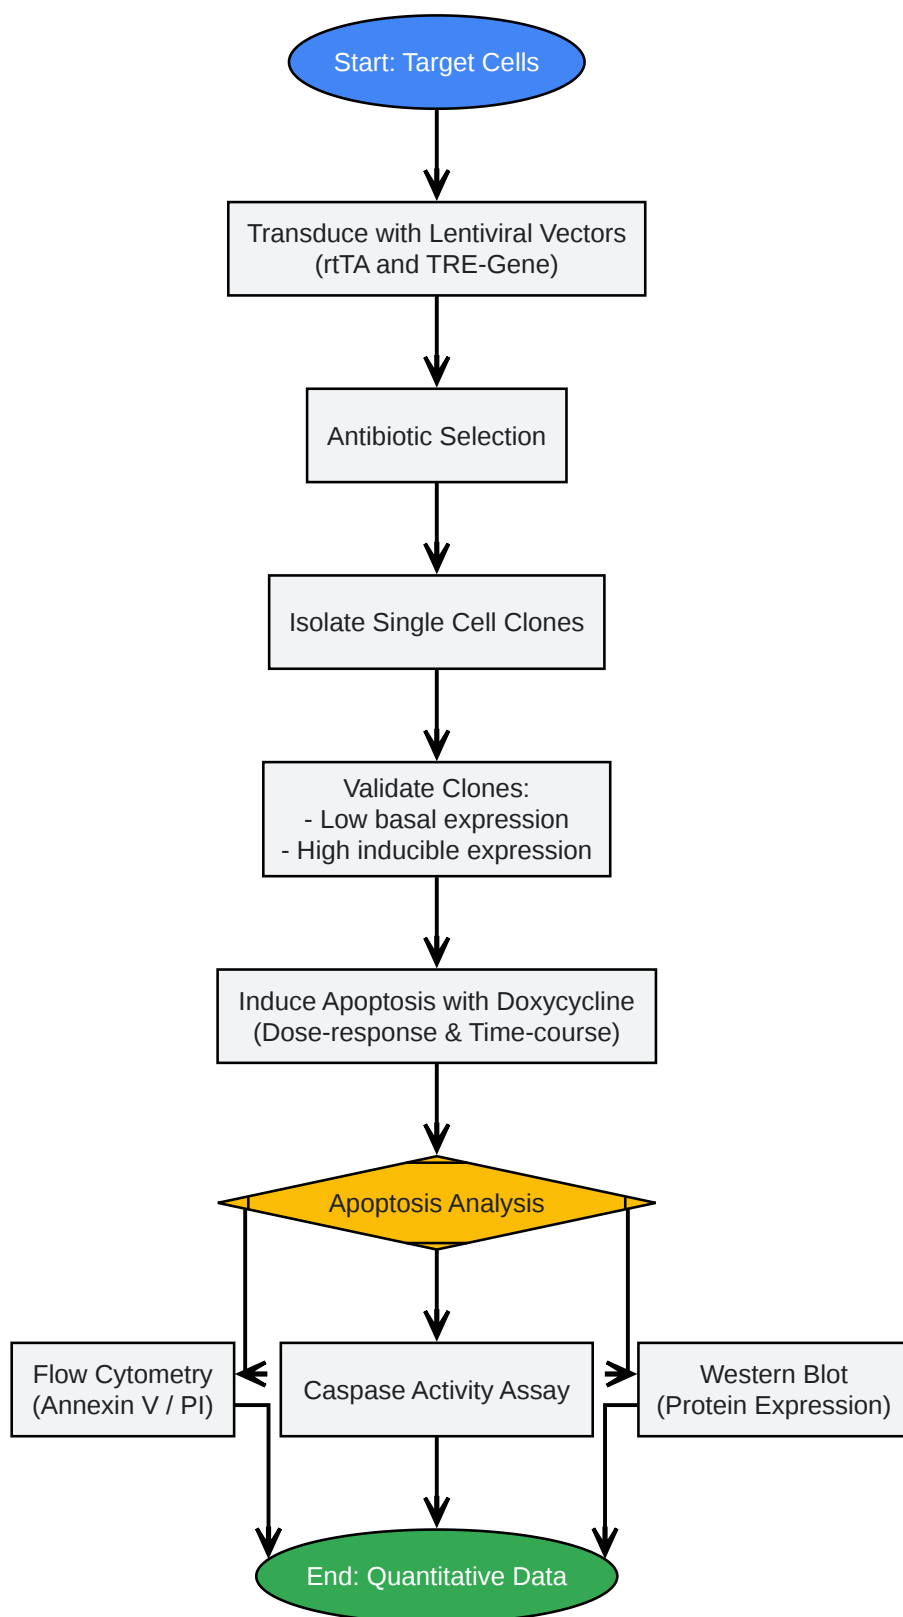 Start: Target Cells
Transduce with Lentiviral Vectors
(rtTA and TRE-Gene)
Antibiotic Selection
Isolate Single Cell Clones
Validate Clones:
- Low basal expression
- High inducible expression
Induce Apoptosis with Doxycycline
(Dose-response & Time-course)
Apoptosis Analysis
Flow Cytometry
(Annexin V / PI)
Caspase Activity Assay
Western Blot
(Protein Expression)
End: Quantitative Data